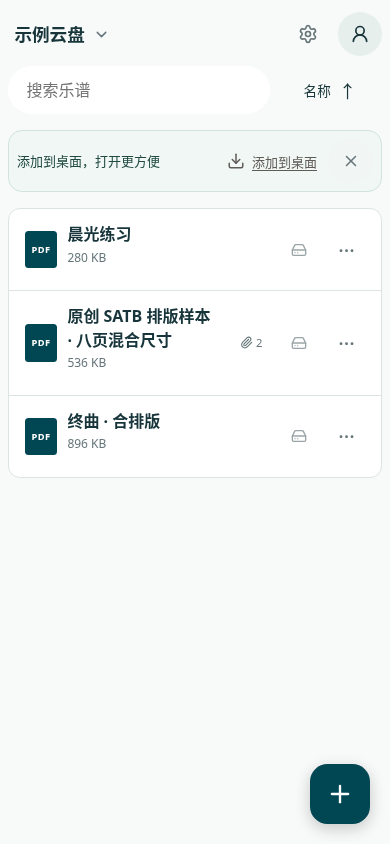 示例云盘
搜索乐谱
名称
添加到桌面，打开更方便
添加到桌面
PDF
晨光练习
280 KB
PDF
原创 SATB 排版样本
· 八页混合尺寸
2
536 KB
PDF
终曲 · 合排版
896 KB